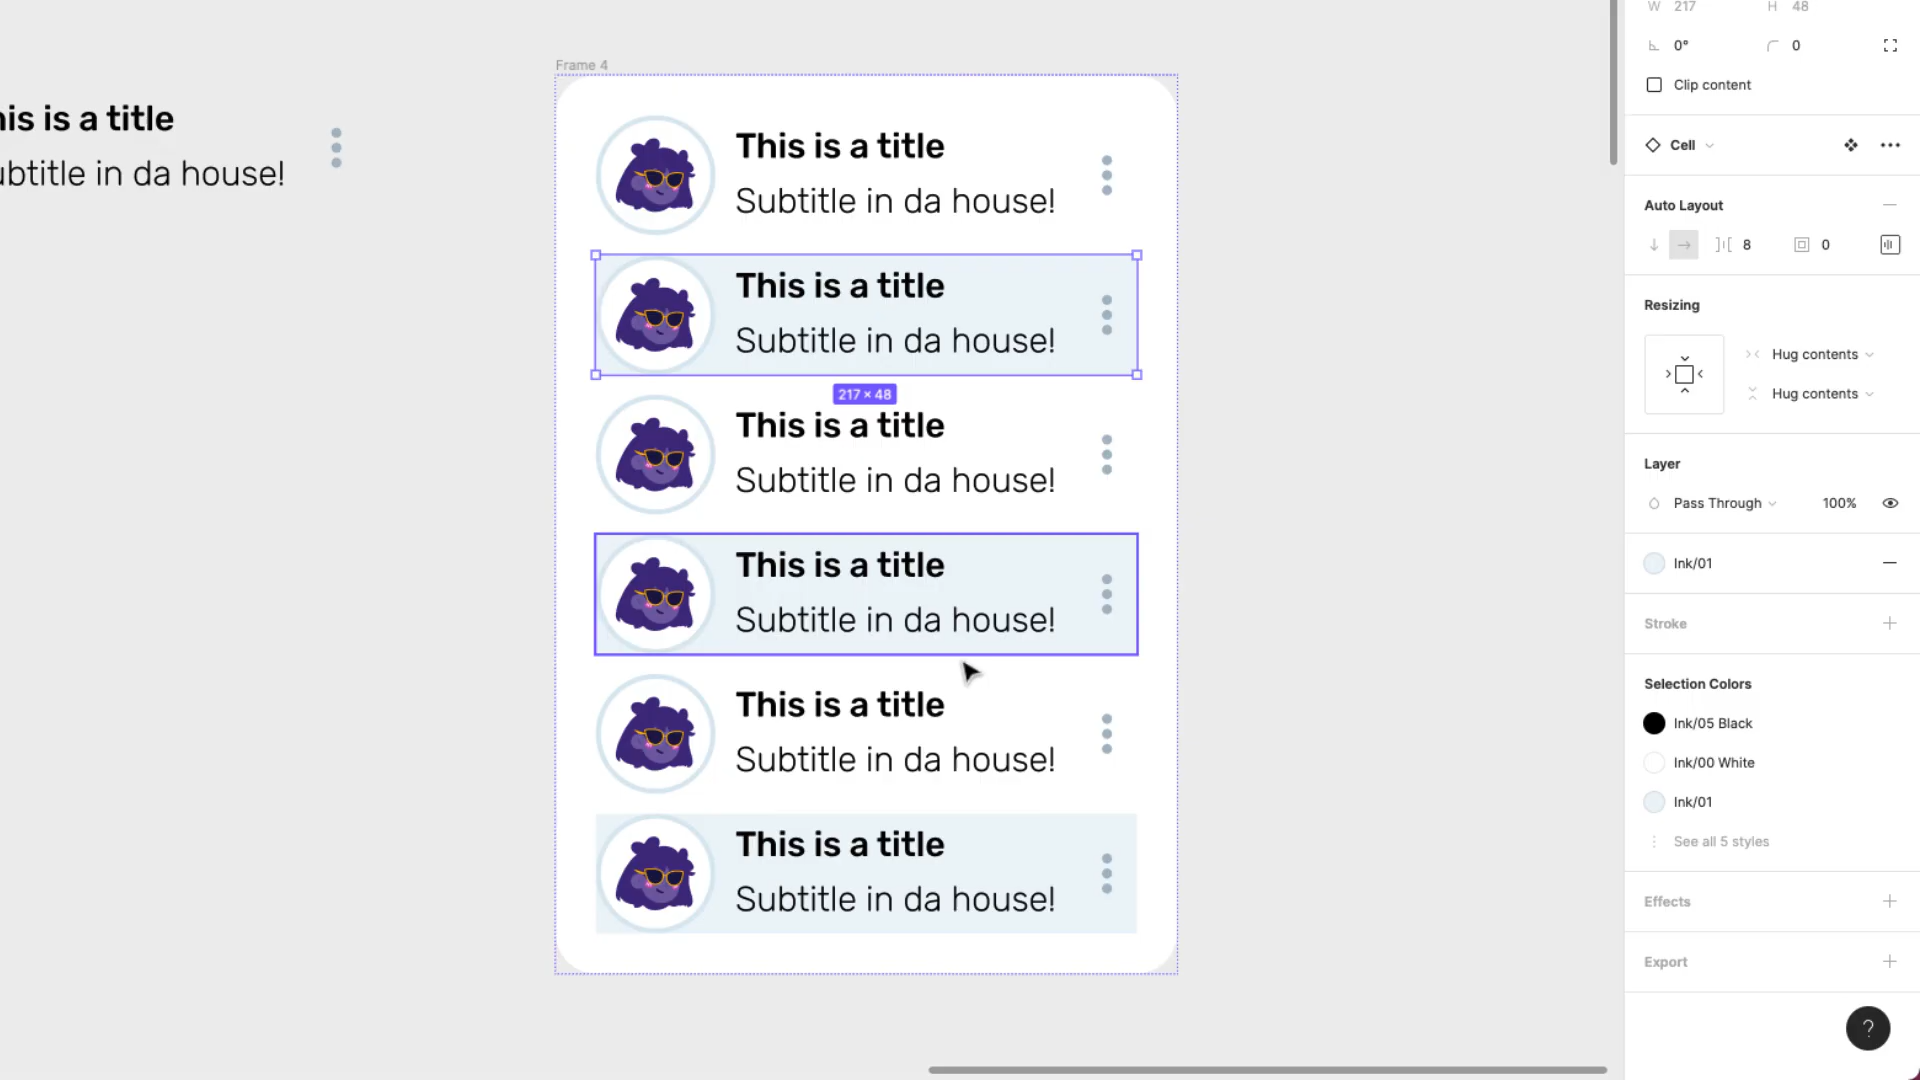 W 217 H 48
0° 0
Clip content
Cell
Auto Layout
8 0
Resizing
Hug contents
Hug contents
Layer
Pass Through 100%
Ink/01
Stroke
Selection Colors
Ink/05 Black
Ink/00 White
Ink/01
See all 5 styles
Effects
Export
?
Frame 4
his is a title
ubtitle in da house!
This is a title
Subtitle in da house!
This is a title
Subtitle in da house!
217 × 48
This is a title
Subtitle in da house!
This is a title
Subtitle in da house!
This is a title
Subtitle in da house!
This is a title
Subtitle in da house!